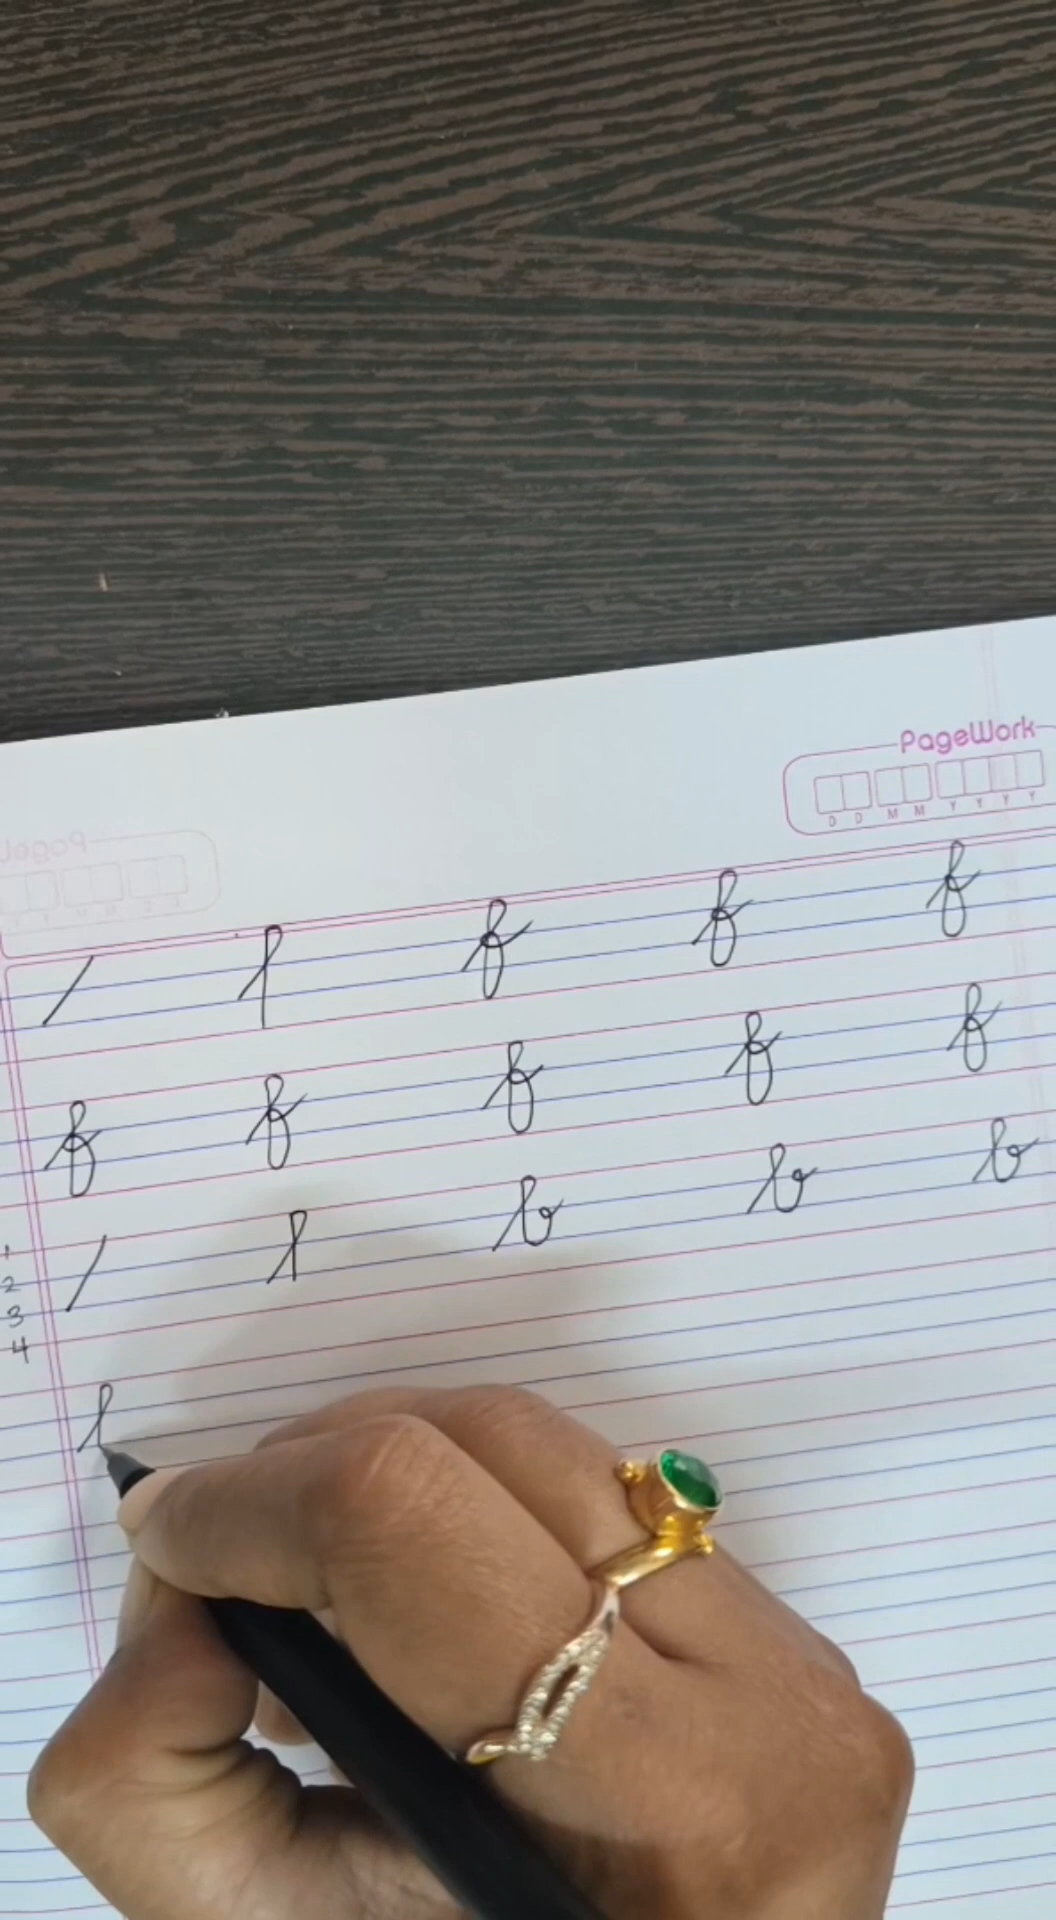 PageWork
D D M M Y Y Y Y
/ l f f f
f f f f f
1
2
3
4
/ l b b b
l